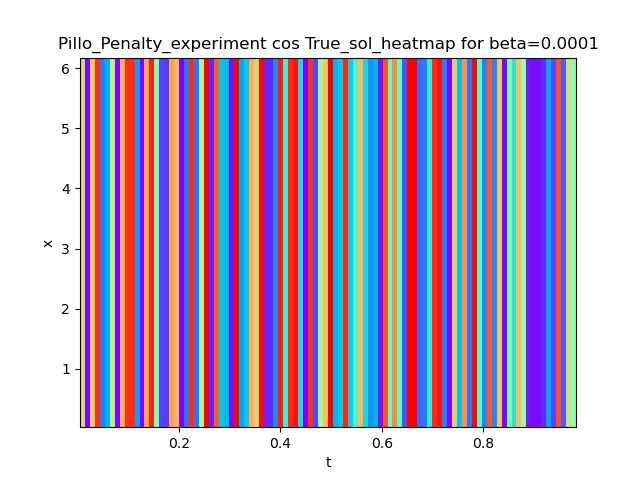 Pillo_Penalty_experiment cos True_sol_heatmap for beta=0.0001
6
5
4
3
2
1
x
0.2 0.4 0.6 0.8
t